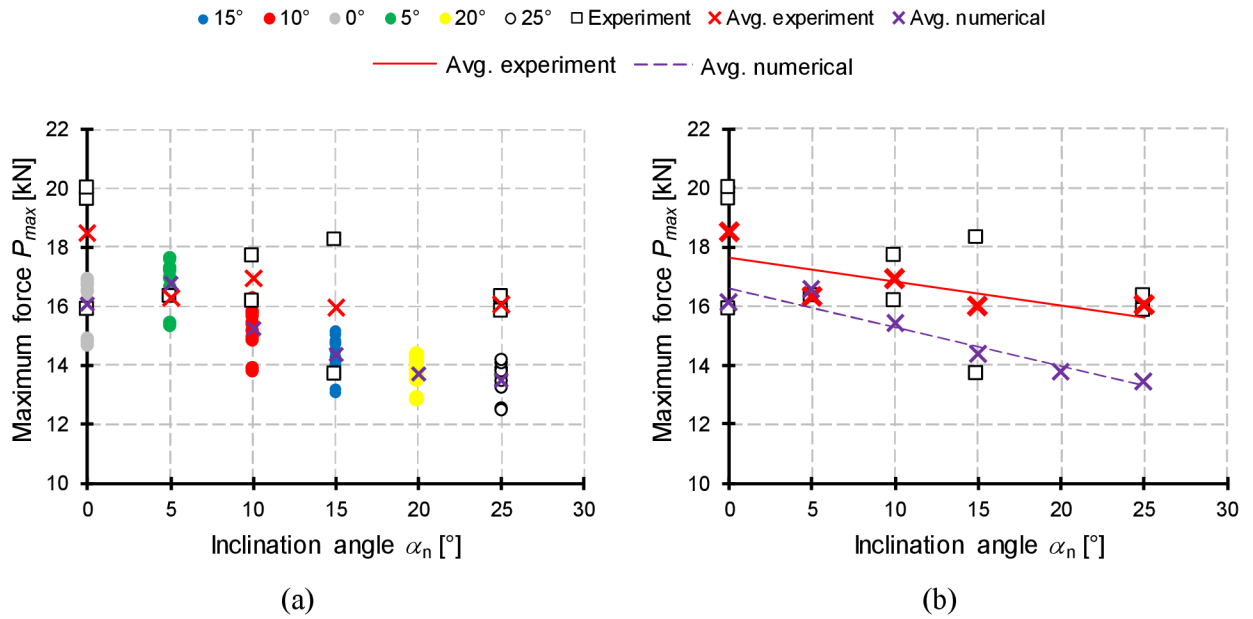 15° 10° 0° 5° 20° 25° Experiment Avg. experiment Avg. numerical
Avg. experiment Avg. numerical
Maximum force Pmax [kN]
22
20
18
16
14
12
10
0 5 10 15 20 25 30
Inclination angle αn [°]
(a)
Maximum force Pmax [kN]
22
20
18
16
14
12
10
0 5 10 15 20 25 30
Inclination angle αn [°]
(b)